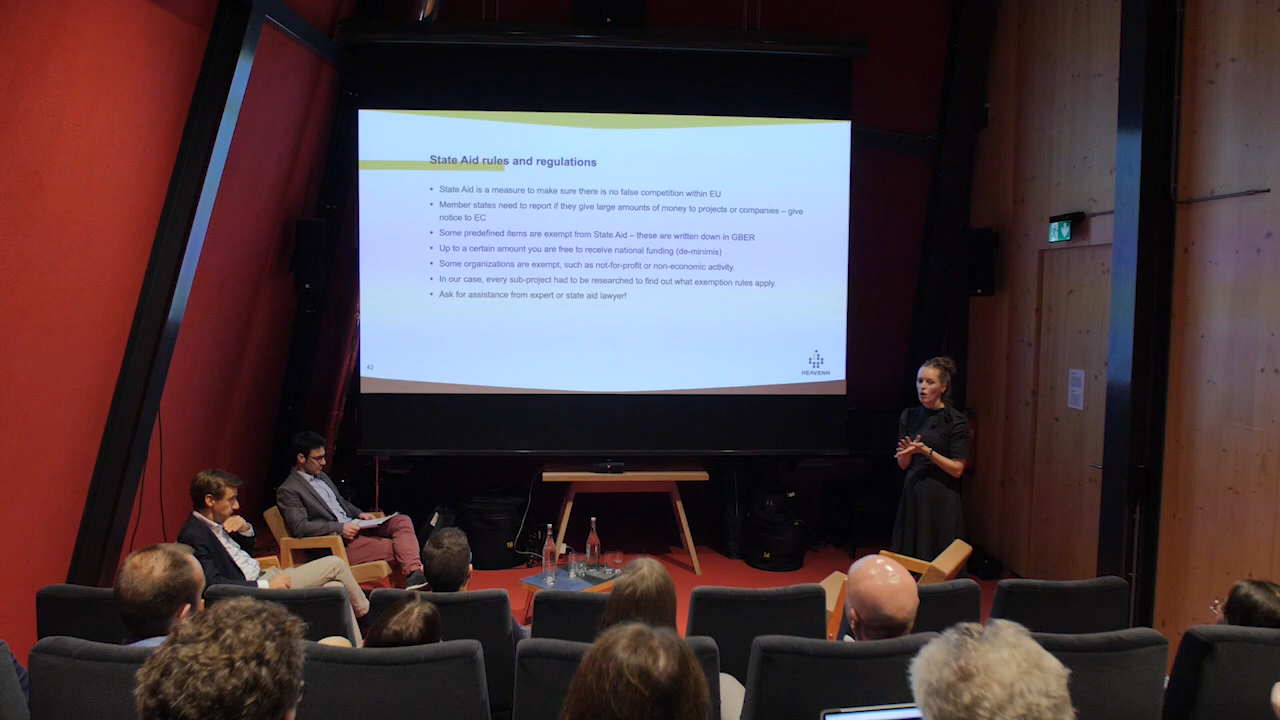 State Aid rules and regulations
• State Aid is a measure to make sure there is no false competition within EU
• Member states need to report if they give large amounts of money to projects or companies – give
notice to EC
• Some predefined items are exempt from State Aid – these are written down in GBER
• Up to a certain amount you are free to receive national funding (de-minimis)
• Some organizations are exempt, such as not-for-profit or non-economic activity.
• In our case, every sub-project had to be researched to find out what exemption rules apply.
• Ask for assistance from expert or state aid lawyer!
42
HEAVENN